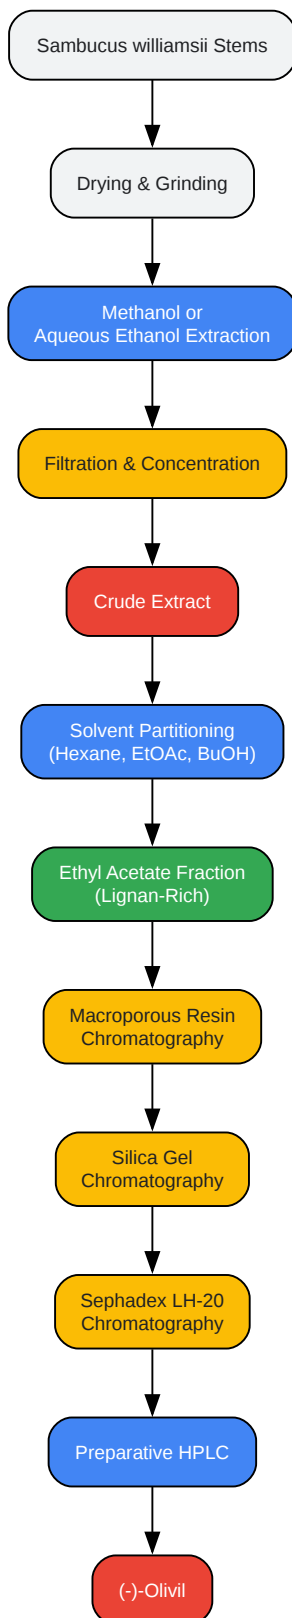 Sambucus williamsii Stems
Drying & Grinding
Methanol or
Aqueous Ethanol Extraction
Filtration & Concentration
Crude Extract
Solvent Partitioning
(Hexane, EtOAc, BuOH)
Ethyl Acetate Fraction
(Lignan-Rich)
Macroporous Resin
Chromatography
Silica Gel
Chromatography
Sephadex LH-20
Chromatography
Preparative HPLC
(-)-Olivil